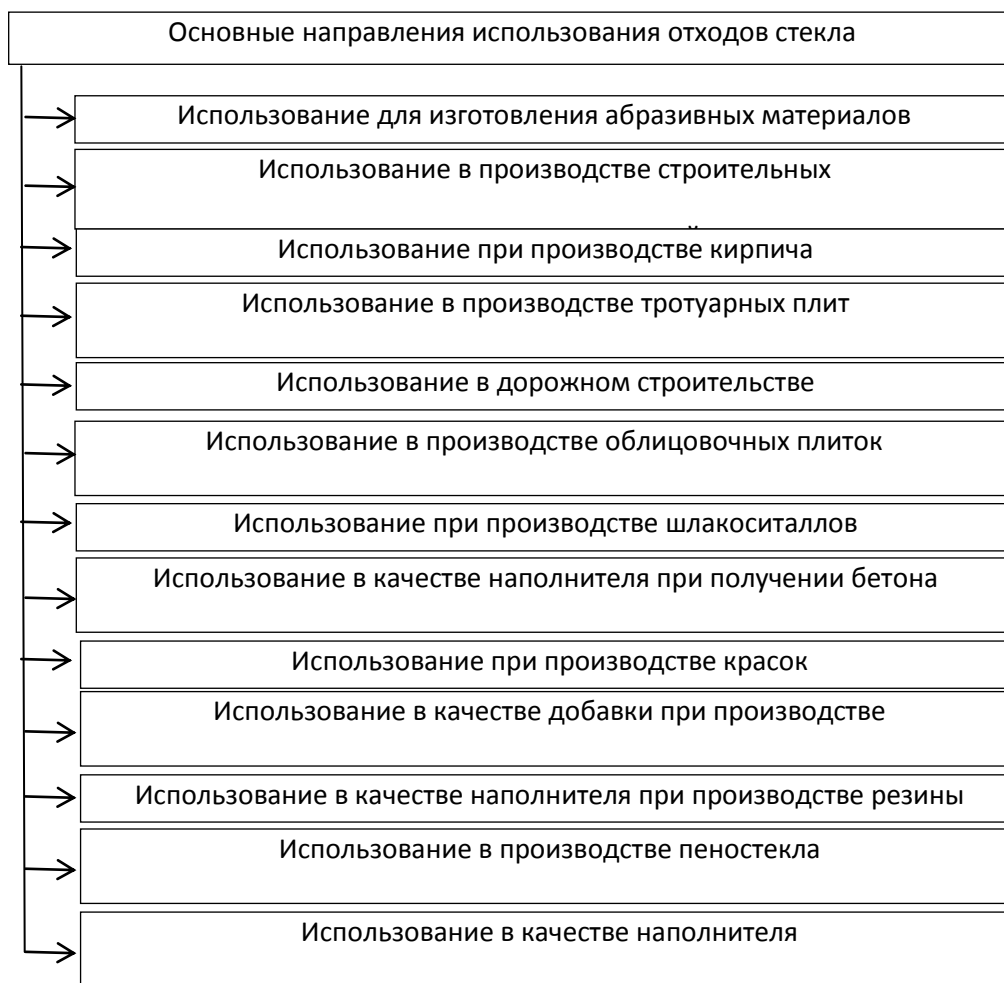 Основные направления использования отходов стекла
Использование для изготовления абразивных материалов
Использование в производстве строительных
Использование при производстве кирпича
Использование в производстве тротуарных плит
Использование в дорожном строительстве
Использование в производстве облицовочных плиток
Использование при производстве шлакоситаллов
Использование в качестве наполнителя при получении бетона
Использование при производстве красок
Использование в качестве добавки при производстве
Использование в качестве наполнителя при производстве резины
Использование в производстве пеностекла
Использование в качестве наполнителя